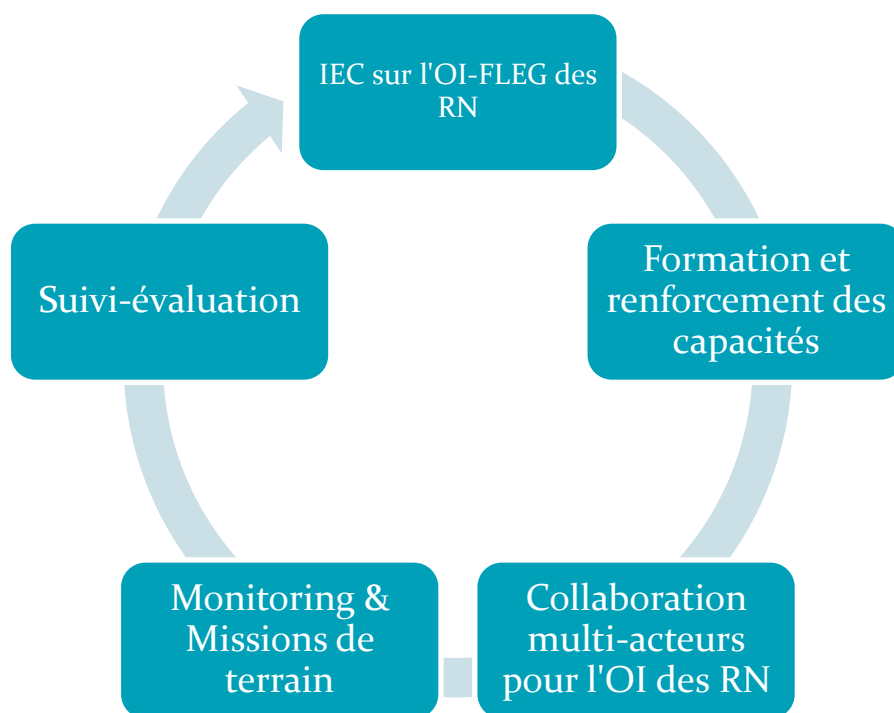 IEC sur l'OI-FLEG des
RN
Formation et
renforcement des
capacités
Collaboration
multi-acteurs
pour l'OI des RN
Monitoring &
Missions de
terrain
Suivi-évaluation